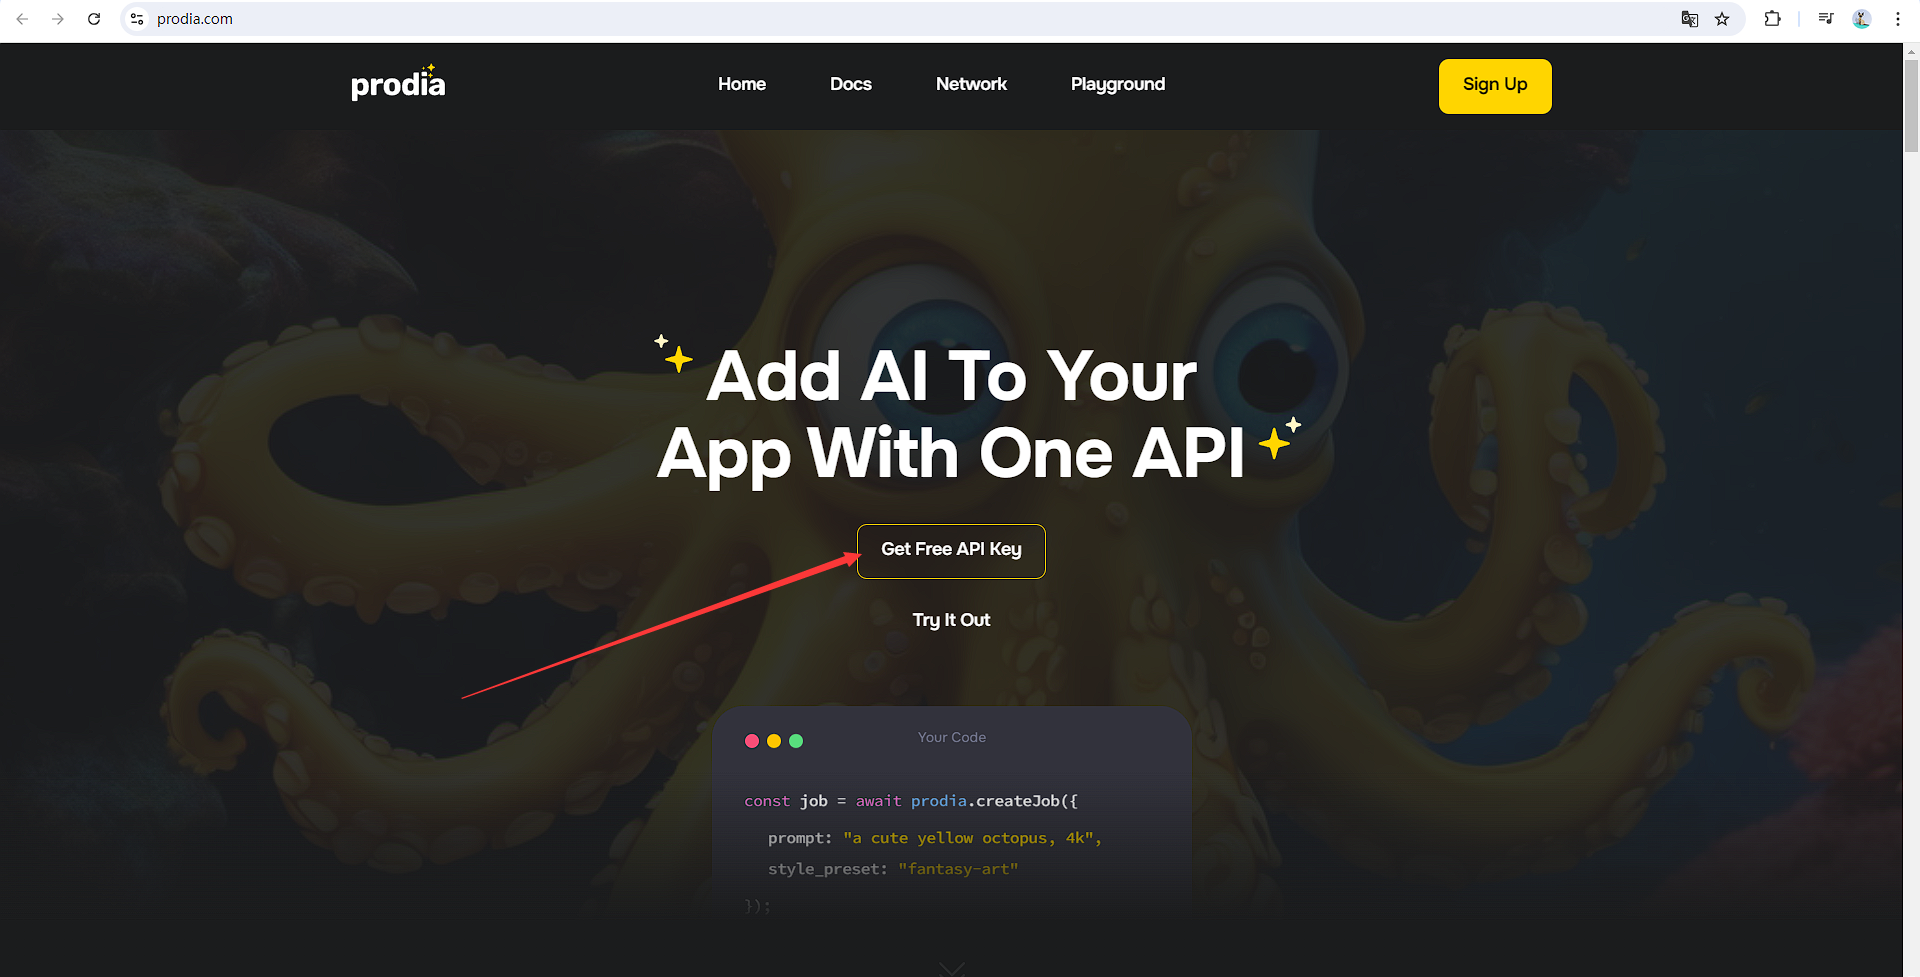 prodia.com
prodia
Home
Docs
Network
Playground
Sign Up
Add AI To Your
App With One API
Get Free API Key
Try It Out
Your Code
const job = await prodia.createJob({
prompt: "a cute yellow octopus, 4k",
style_preset: "fantasy-art"
});